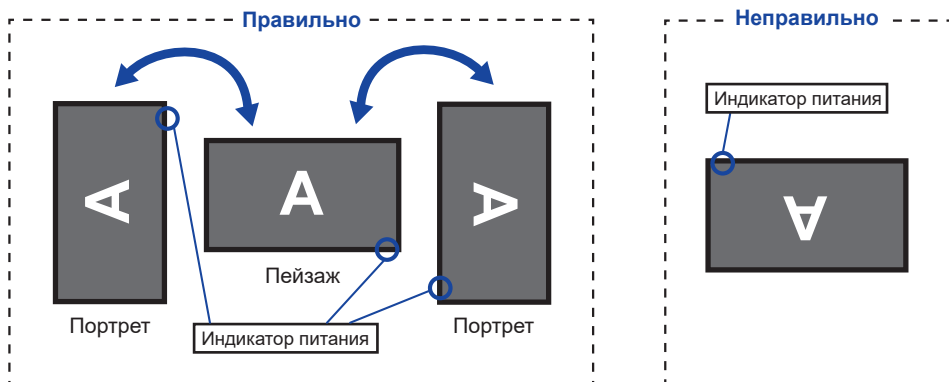 Правильно
Неправильно
Индикатор питания
A
A
A
A
Пейзаж
Портрет
Индикатор питания
Портрет